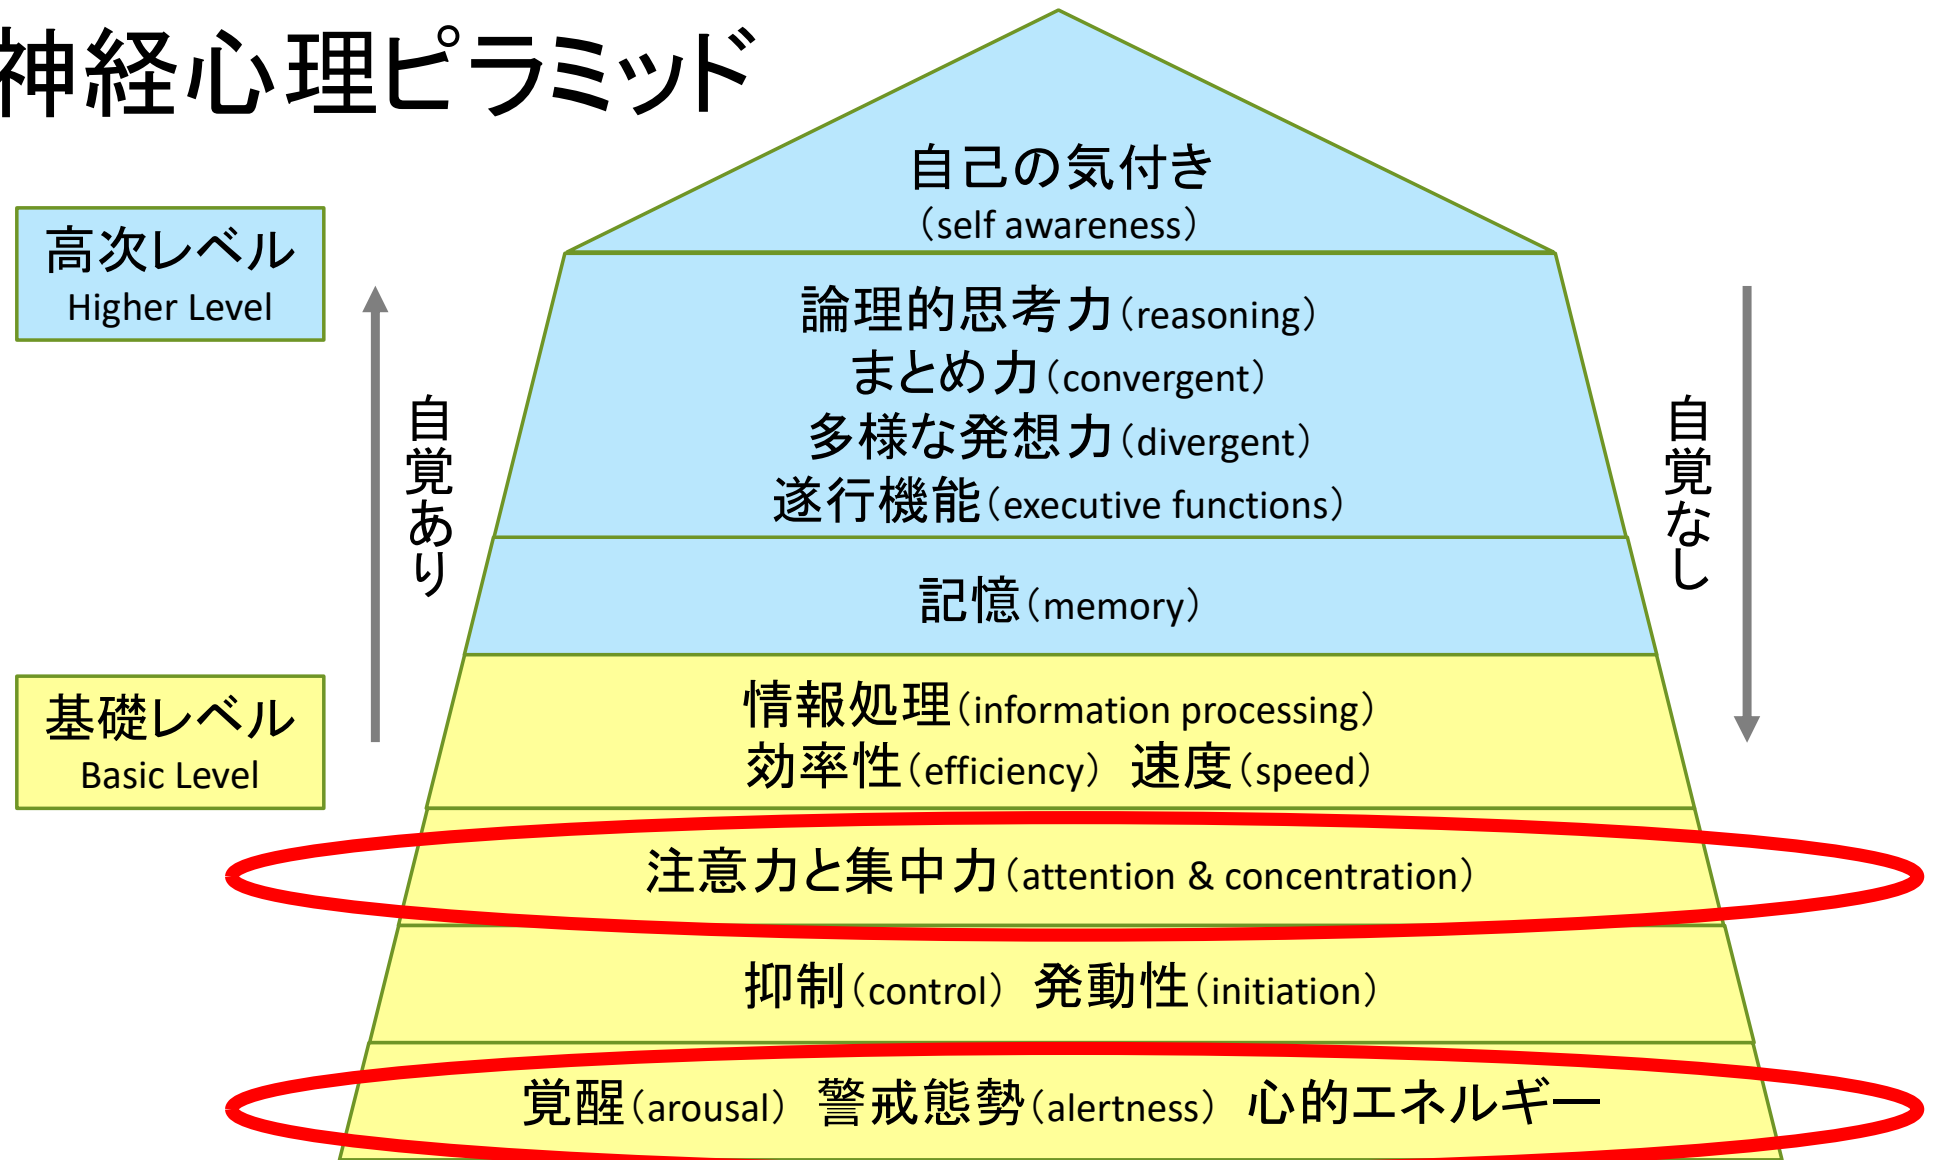 神経心理ピラミッド
自己の気付き
（self awareness）
高次レベル
Higher Level
論理的思考力（reasoning）
まとめ力（convergent）
多様な発想力（divergent）
遂行機能（executive functions）
自覚あり
自覚なし
記憶（memory）
基礎レベル
Basic Level
情報処理（information processing）
効率性（efficiency） 速度（speed）
注意力と集中力（attention & concentration）
抑制（control） 発動性（initiation）
覚醒（arousal） 警戒態勢（alertness） 心的エネルギー